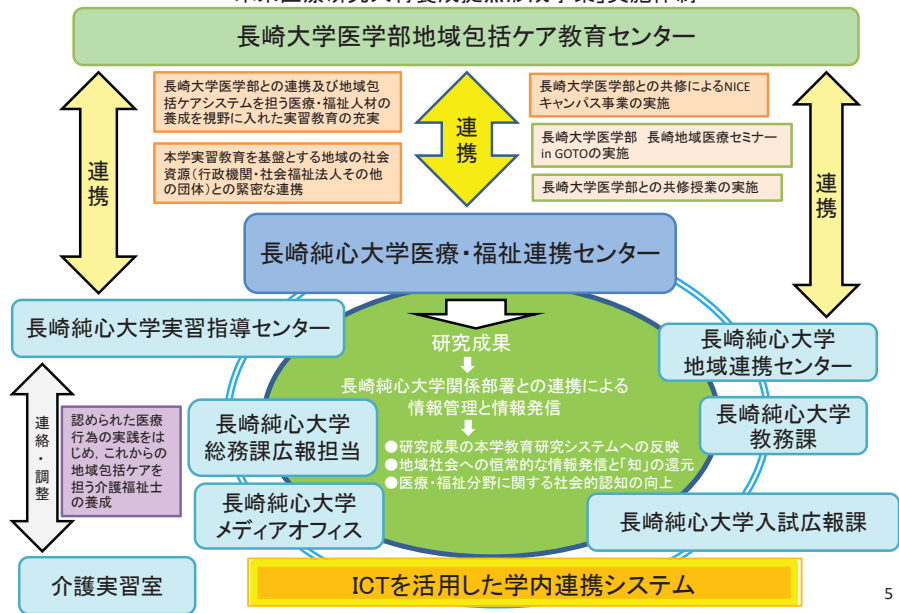 長崎大学医学部地域包括ケア教育センター
連携
長崎大学医学部との連携及び地域包
括ケアシステムを担う医療・福祉人材の
養成を視野に入れた実習教育の充実
本学実習教育を基盤とする地域の社会
資源(行政機関・社会福祉法人その他
の団体)との緊密な連携
連携
長崎大学医学部との共修によるNICE
キャンパス事業の実施
長崎大学医学部 長崎地域医療セミナー
in GOTOの実施
長崎大学医学部との共修授業の実施
連携
長崎純心大学医療・福祉連携センター
長崎純心大学実習指導センター
長崎純心大学
地域連携センター
研究成果
長崎純心大学関係部署との連携による
情報管理と情報発信
●研究成果の本学教育研究システムへの反映
●地域社会への恒常的な情報発信と「知」の還元
●医療・福祉分野に関する社会的認知の向上
連絡・調整
認められた医療
行為の実践をは
じめ,これからの
地域包括ケアを
担う介護福祉士
の養成
長崎純心大学
総務課広報担当
長崎純心大学
教務課
長崎純心大学
メディアオフィス
長崎純心大学入試広報課
介護実習室
ICTを活用した学内連携システム
5